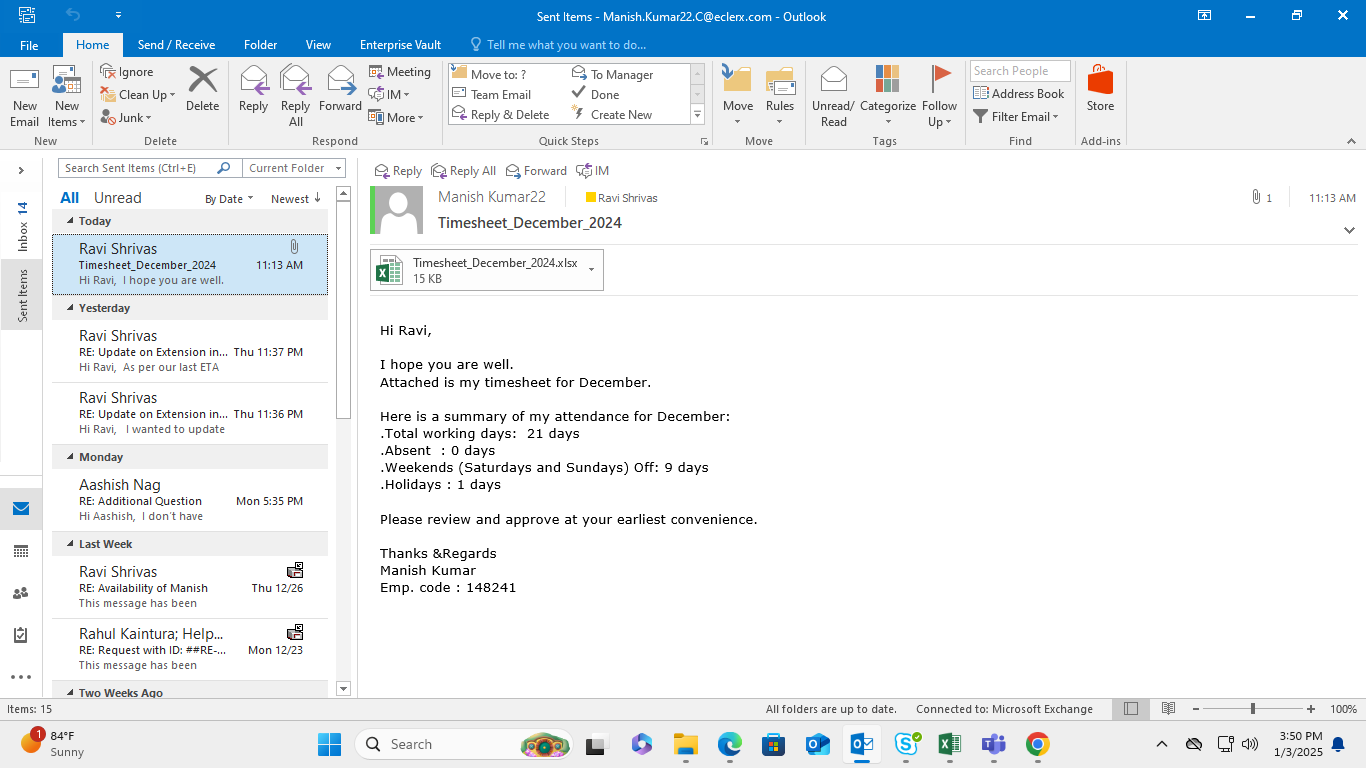 Sent Items - Manish.Kumar22.C@eclerx.com - Outlook
File Home Send / Receive Folder View Enterprise Vault Tell me what you want to do...
New Email
New Items
New
Ignore
Clean Up
Junk
Delete
Delete
Reply
Reply All
Forward
Meeting
IM
More
Respond
Move to: ?
Team Email
Reply & Delete
To Manager
Done
Create New
Quick Steps
Move
Rules
Move
Unread/ Read
Categorize
Follow Up
Tags
Search People
Address Book
Filter Email
Find
Store
Add-ins
Inbox 14
Sent Items
Search Sent Items (Ctrl+E) Current Folder
All Unread By Date Newest
Today
Ravi Shrivas
Timesheet_December_2024 11:13 AM
Hi Ravi, I hope you are well.
Yesterday
Ravi Shrivas
RE: Update on Extension in... Thu 11:37 PM
Hi Ravi, As per our last ETA
Ravi Shrivas
RE: Update on Extension in... Thu 11:36 PM
Hi Ravi, I wanted to update
Monday
Aashish Nag
RE: Additional Question Mon 5:35 PM
Hi Aashish, I don't have
Last Week
Ravi Shrivas
RE: Availability of Manish Thu 12/26
This message has been
Rahul Kaintura; Help...
RE: Request with ID: ##RE-... Mon 12/23
This message has been
Two Weeks Ago
Reply Reply All Forward IM
Manish Kumar22 Ravi Shrivas 1 11:13 AM
Timesheet_December_2024
Timesheet_December_2024.xlsx
15 KB
Hi Ravi,
I hope you are well.
Attached is my timesheet for December.
Here is a summary of my attendance for December:
.Total working days: 21 days
.Absent : 0 days
.Weekends (Saturdays and Sundays) Off: 9 days
.Holidays : 1 days
Please review and approve at your earliest convenience.
Thanks &Regards
Manish Kumar
Emp. code : 148241
Items: 15 All folders are up to date. Connected to: Microsoft Exchange 100%
1
84°F
Sunny
Search
3:50 PM
1/3/2025